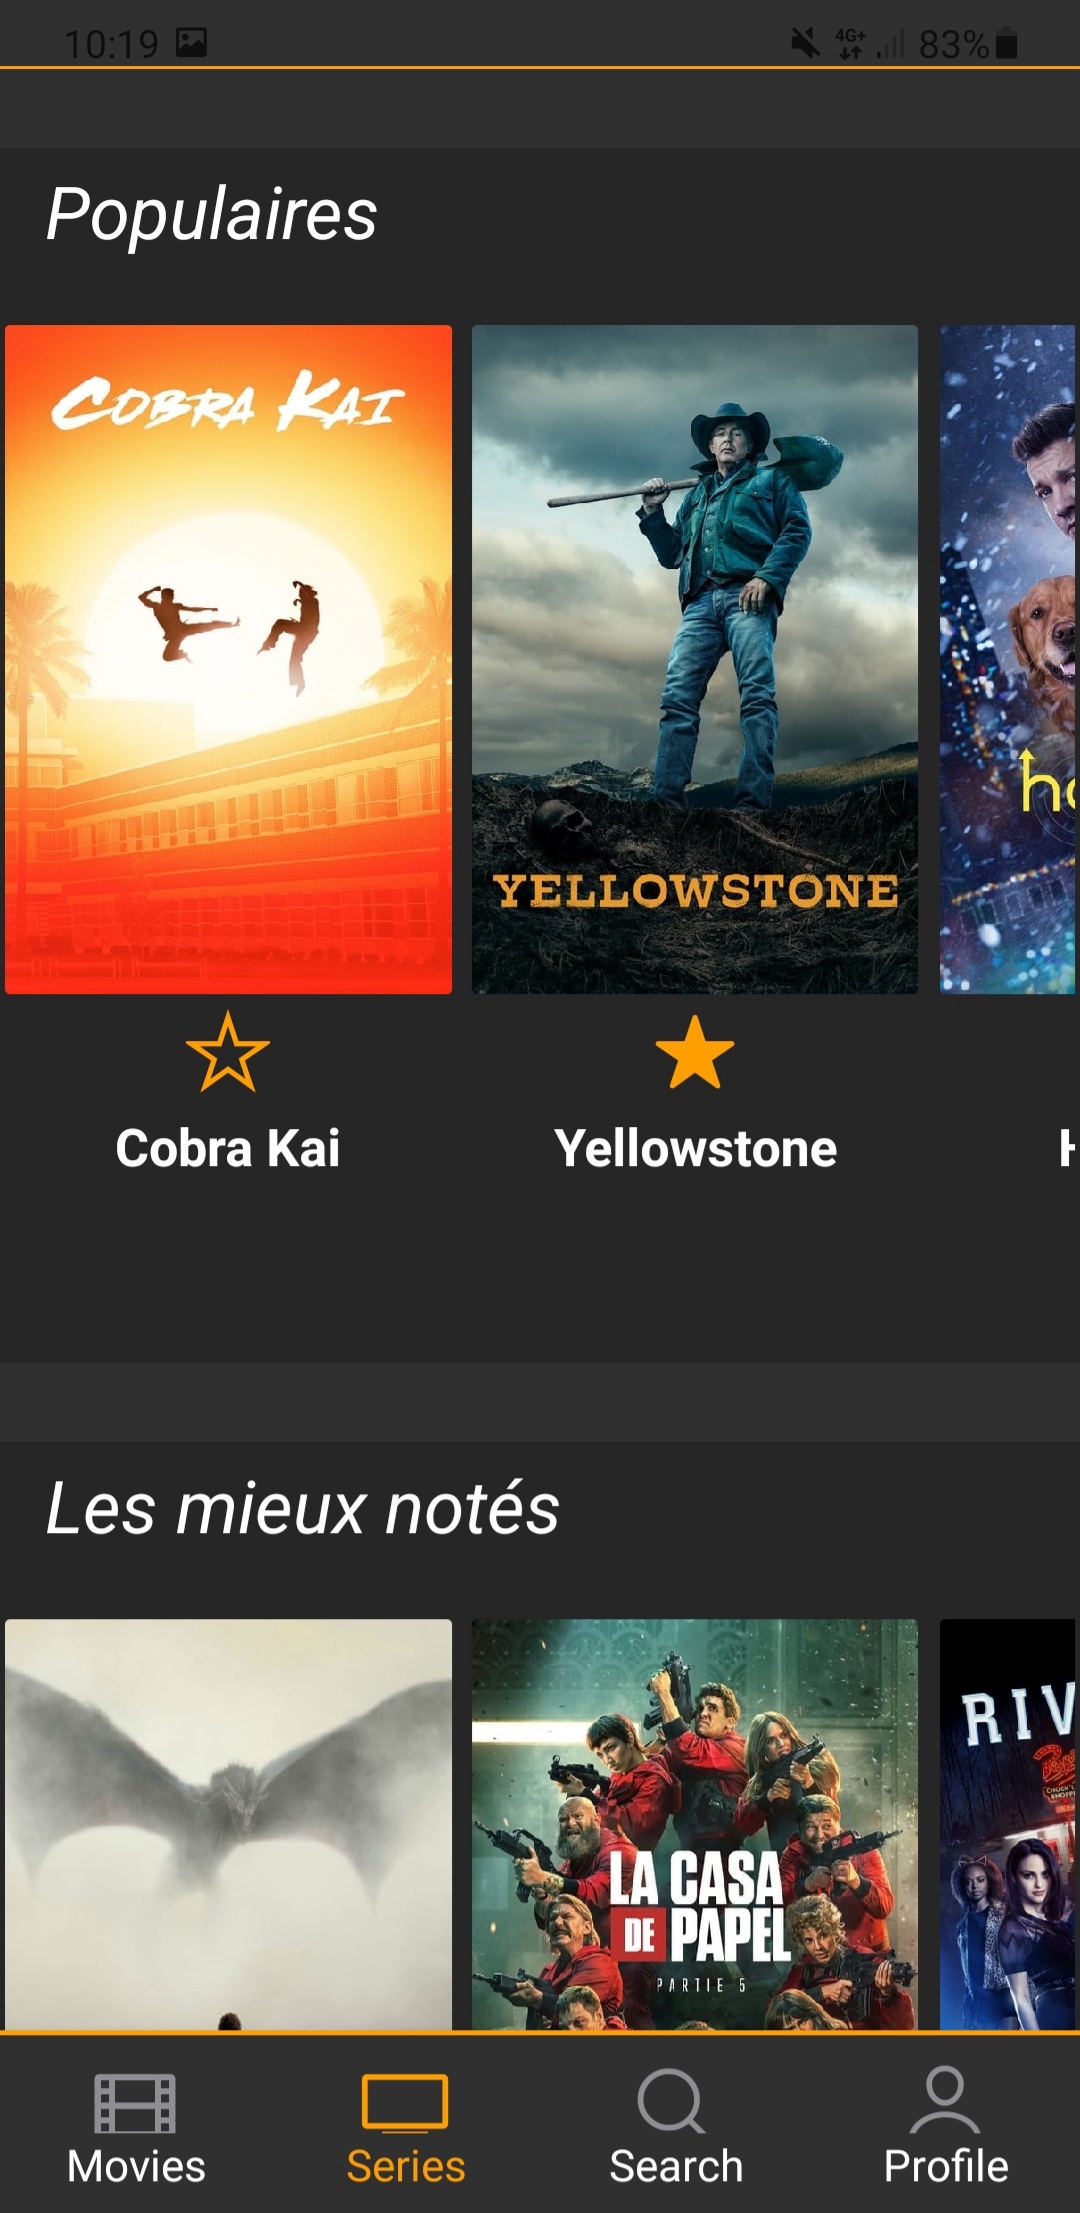 10:19 4G+ 83%
Populaires
COBRA KAI
YELLOWSTONE
Cobra Kai
Yellowstone
H
Les mieux notés
LA CASA
DE PAPEL
PARTIE 5
RIV
Movies
Series
Search
Profile